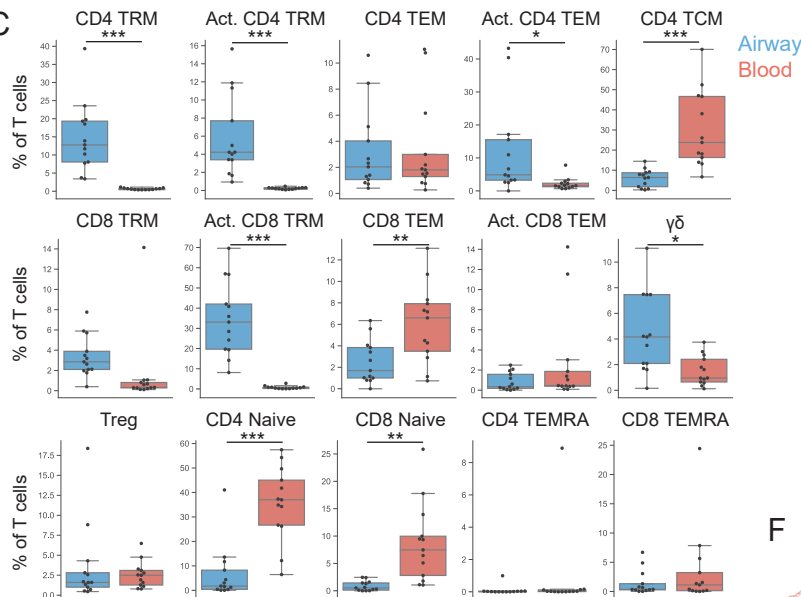 C
CD4 TRM Act. CD4 TRM CD4 TEM Act. CD4 TEM CD4 TCM
*** *** * ***
Airway
Blood
% of T cells
40 35 30 25 20 15 10 5 0
16 14 12 10 8 6 4 2 0
12 10 8 6 4 2 0
40 30 20 10 0
70 60 50 40 30 20 10 0
CD8 TRM Act. CD8 TRM CD8 TEM Act. CD8 TEM γδ
*** ** *
% of T cells
14 12 10 8 6 4 2 0
70 60 50 40 30 20 10 0
12 10 8 6 4 2 0
14 12 10 8 6 4 2 0
10 8 6 4 2 0
Treg CD4 Naive CD8 Naive CD4 TEMRA CD8 TEMRA
*** **
% of T cells
17.5 15.0 12.5 10.0 7.5 5.0 2.5 0.0
60 50 40 30 20 10 0
25 20 15 10 5 0
8 6 4 2 0
25 20 15 10 5 0
F